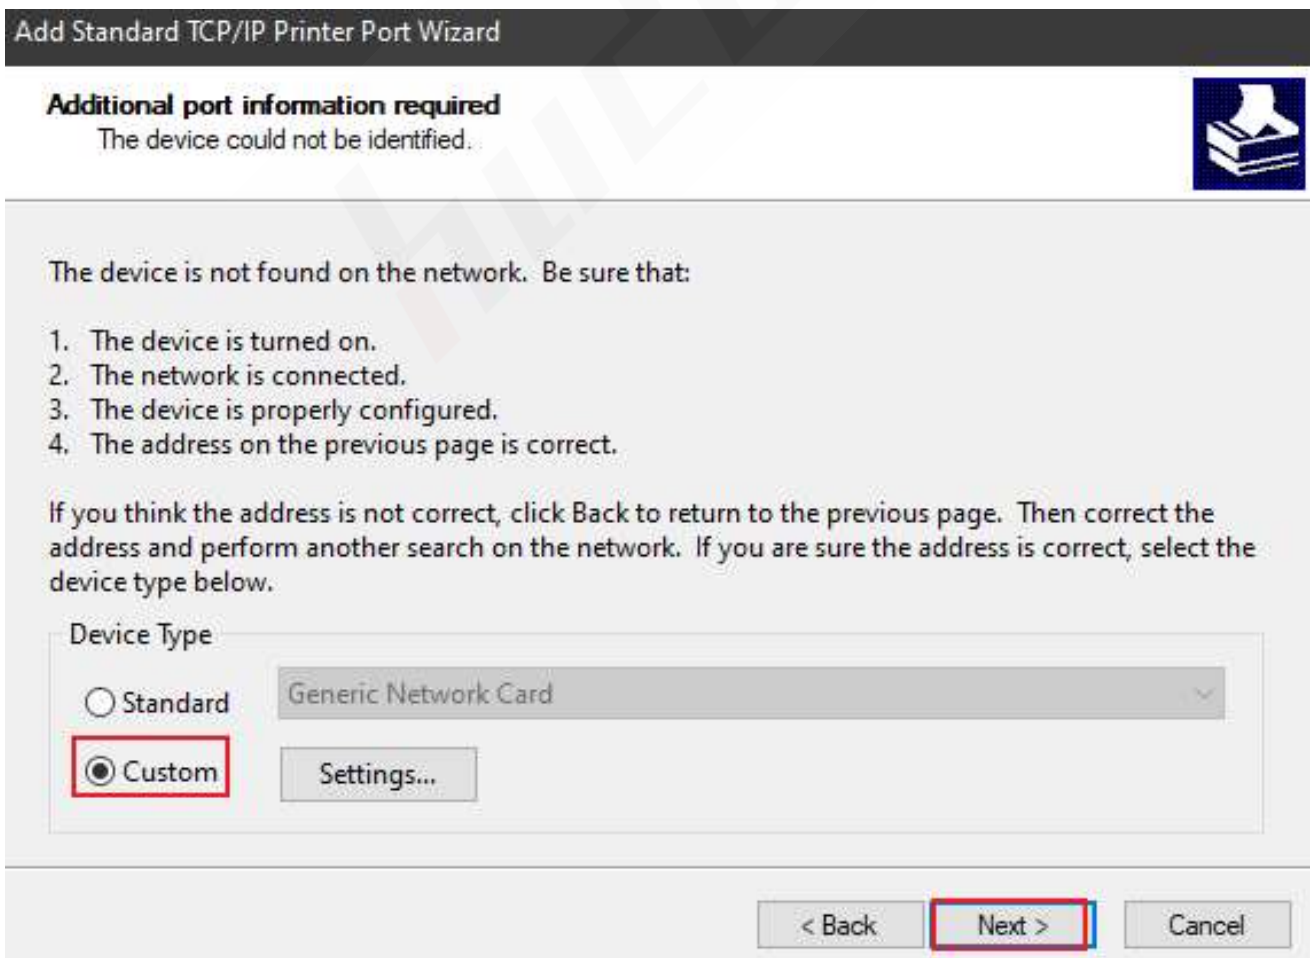 Add Standard TCP/IP Printer Port Wizard
Additional port information required
The device could not be identified.
The device is not found on the network. Be sure that:
1. The device is turned on.
2. The network is connected.
3. The device is properly configured.
4. The address on the previous page is correct.
If you think the address is not correct, click Back to return to the previous page. Then correct the
address and perform another search on the network. If you are sure the address is correct, select the
device type below.
Device Type
Standard
Generic Network Card
Custom
Settings...
< Back
Next >
Cancel